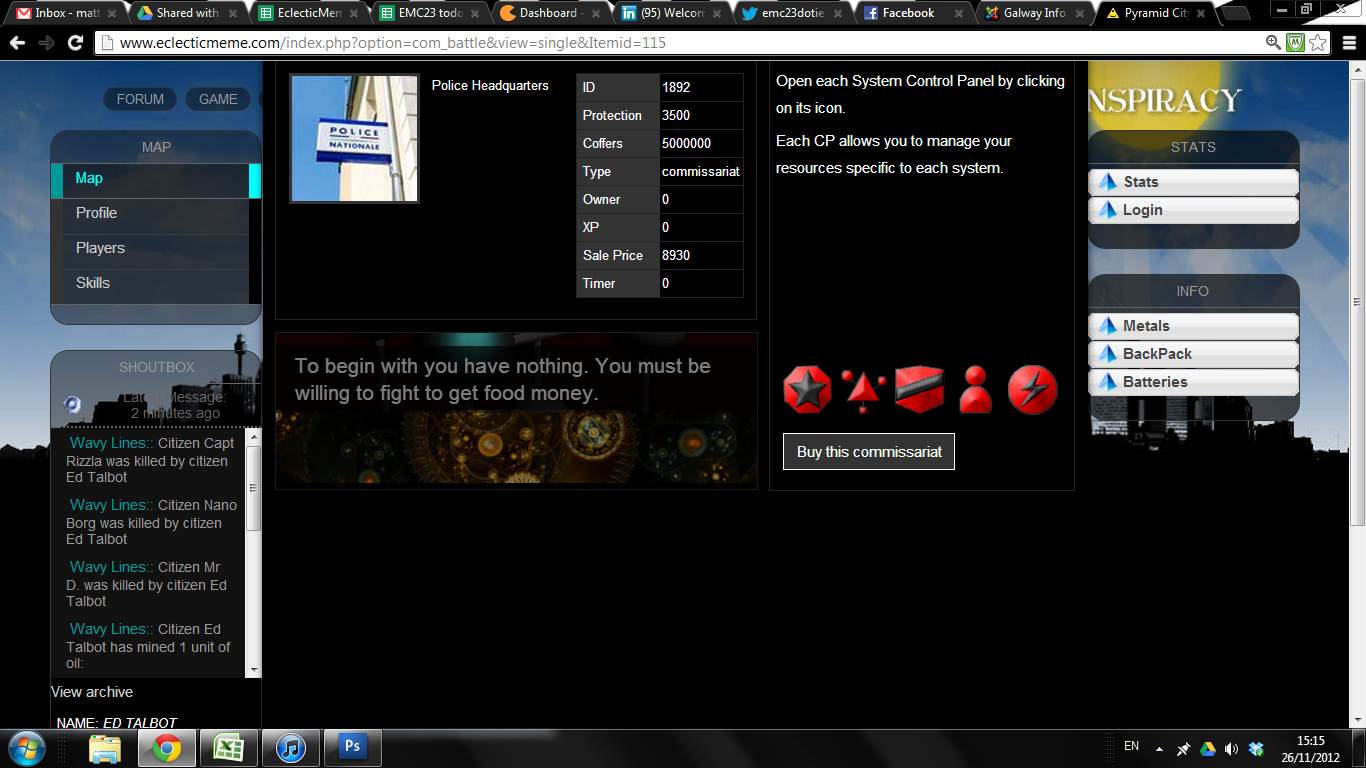 Inbox - mat
Shared with
EclecticMem
EMC23 todo
Dashboard -
(95) Welcom
emc23dotie
Facebook
Galway Info
Pyramid City
www.eclecticmeme.com/index.php?option=com_battle&view=single&Itemid=115
FORUM
GAME
MAP
Map
Profile
Players
Skills
SHOUTBOX
Latest Message:
2 minutes ago
Wavy Lines:: Citizen Capt
Rizzla was killed by citizen
Ed Talbot
Wavy Lines:: Citizen Nano
Borg was killed by citizen
Ed Talbot
Wavy Lines:: Citizen Mr
D. was killed by citizen Ed
Talbot
Wavy Lines:: Citizen Ed
Talbot has mined 1 unit of
oil:
View archive
NAME: ED TALBOT
POLICE
NATIONALE
Police Headquarters
ID 1892
Protection 3500
Coffers 5000000
Type commissariat
Owner 0
XP 0
Sale Price 8930
Timer 0
To begin with you have nothing. You must be
willing to fight to get food money.
Open each System Control Panel by clicking
on its icon.
Each CP allows you to manage your
resources specific to each system.
Buy this commissariat
NSPIRACY
STATS
Stats
Login
INFO
Metals
BackPack
Batteries
Ps
EN
15:15
26/11/2012